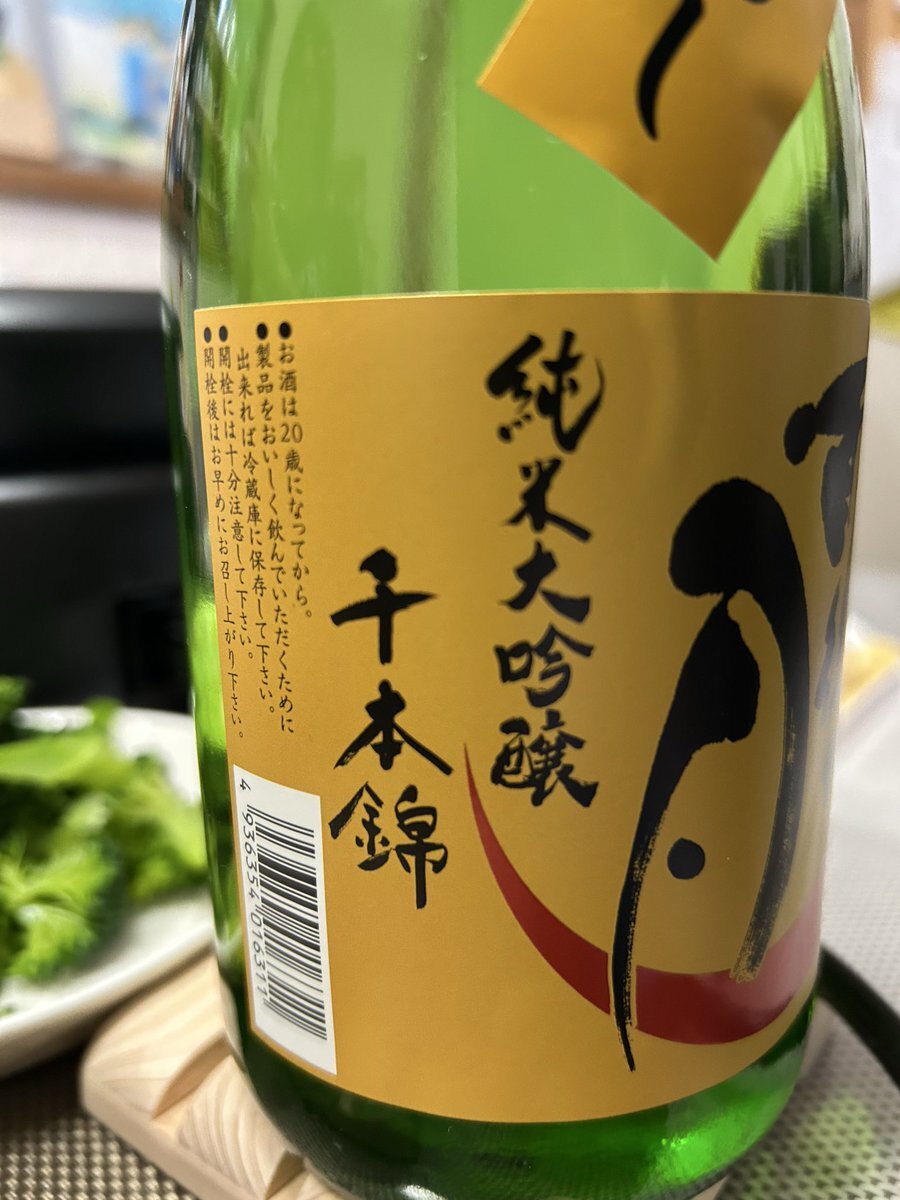 純米大吟醸
千本錦
●お酒は20歳になってから。
●製品をおいしく飲んでいただくために
出来れば冷蔵庫に保存して下さい。
●開栓には十分注意して下さい。
●開栓後はお早めにお召し上がり下さい。
4 936354 016311